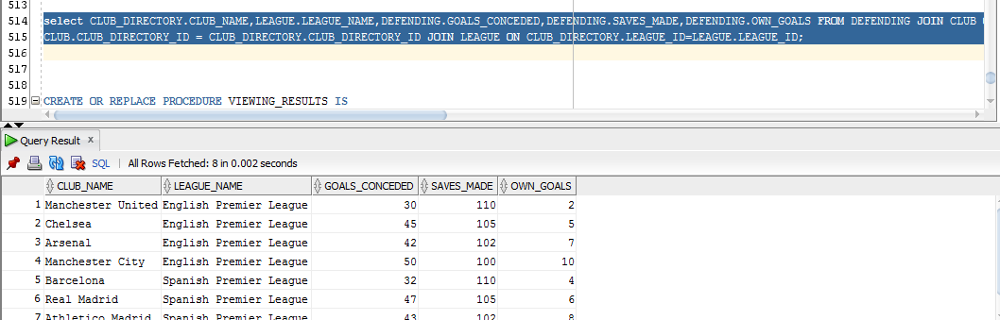 513
514 select CLUB_DIRECTORY.CLUB_NAME,LEAGUE.LEAGUE_NAME,DEFENDING.GOALS_CONCEDED,DEFENDING.SAVES_MADE,DEFENDING.OWN_GOALS FROM DEFENDING JOIN CLUB
515 CLUB.CLUB_DIRECTORY_ID = CLUB_DIRECTORY.CLUB_DIRECTORY_ID JOIN LEAGUE ON CLUB_DIRECTORY.LEAGUE_ID=LEAGUE.LEAGUE_ID;
516
517
518
519 CREATE OR REPLACE PROCEDURE VIEWING_RESULTS IS
Query Result x
SQL | All Rows Fetched: 8 in 0.002 seconds
CLUB_NAME LEAGUE_NAME GOALS_CONCEDED SAVES_MADE OWN_GOALS
1 Manchester United English Premier League 30 110 2
2 Chelsea English Premier League 45 105 5
3 Arsenal English Premier League 42 102 7
4 Manchester City English Premier League 50 100 10
5 Barcelona Spanish Premier League 32 110 4
6 Real Madrid Spanish Premier League 47 105 6
7 Athletico Madrid Spanish Premier League 43 102 8